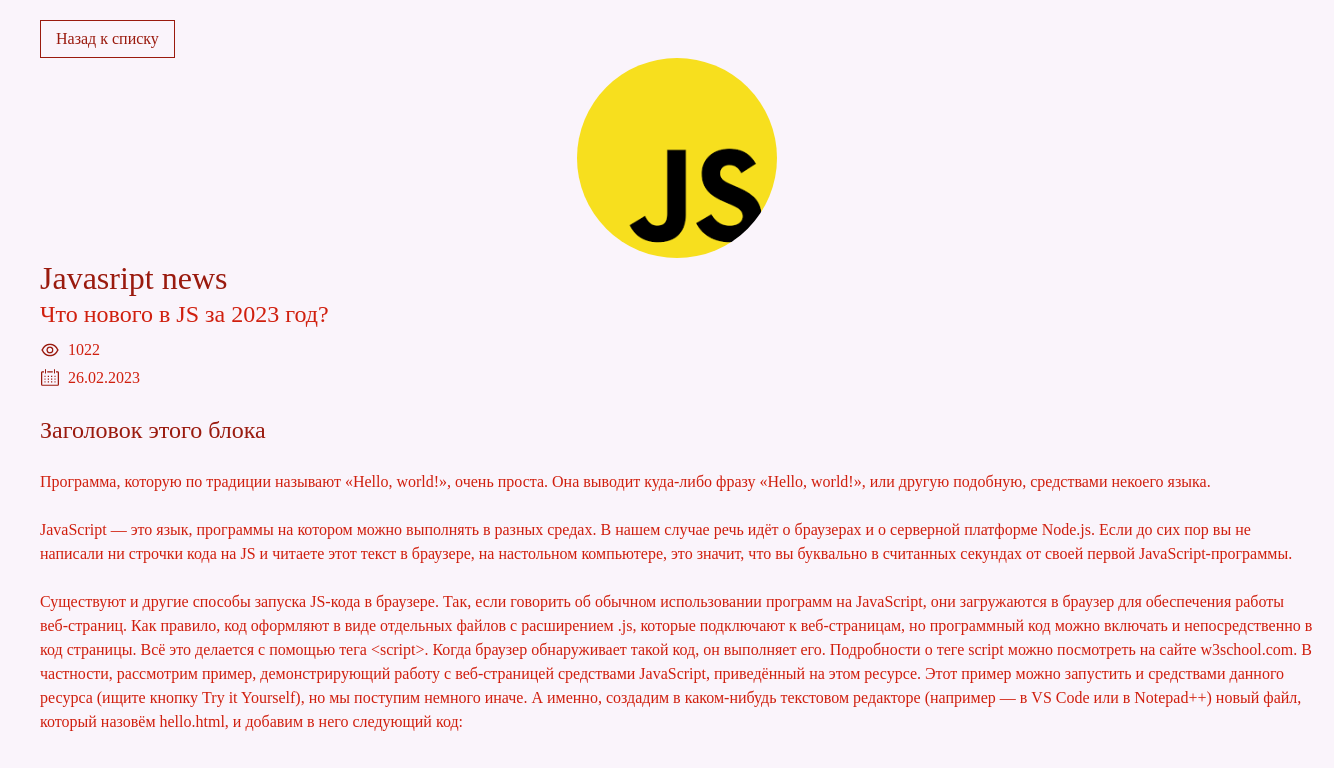 Назад к списку
JS
Javasript news
Что нового в JS за 2023 год?
1022
26.02.2023
Заголовок этого блока
Программа, которую по традиции называют «Hello, world!», очень проста. Она выводит куда-либо фразу «Hello, world!», или другую подобную, средствами некоего языка.
JavaScript — это язык, программы на котором можно выполнять в разных средах. В нашем случае речь идёт о браузерах и о серверной платформе Node.js. Если до сих пор вы не
написали ни строчки кода на JS и читаете этот текст в браузере, на настольном компьютере, это значит, что вы буквально в считанных секундах от своей первой JavaScript-программы.
Существуют и другие способы запуска JS-кода в браузере. Так, если говорить об обычном использовании программ на JavaScript, они загружаются в браузер для обеспечения работы
веб-страниц. Как правило, код оформляют в виде отдельных файлов с расширением .js, которые подключают к веб-страницам, но программный код можно включать и непосредственно в
код страницы. Всё это делается с помощью тега <script>. Когда браузер обнаруживает такой код, он выполняет его. Подробности о теге script можно посмотреть на сайте w3school.com. В
частности, рассмотрим пример, демонстрирующий работу с веб-страницей средствами JavaScript, приведённый на этом ресурсе. Этот пример можно запустить и средствами данного
ресурса (ищите кнопку Try it Yourself), но мы поступим немного иначе. А именно, создадим в каком-нибудь текстовом редакторе (например — в VS Code или в Notepad++) новый файл,
который назовём hello.html, и добавим в него следующий код: